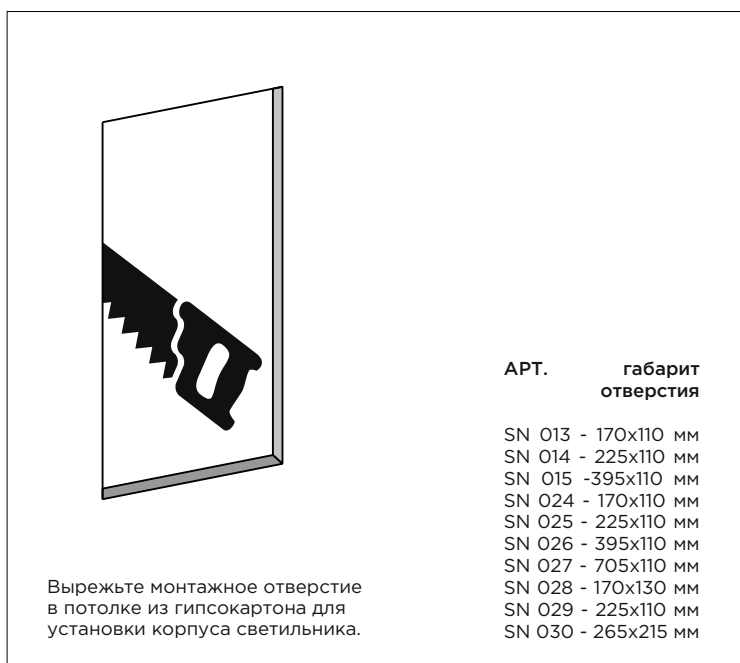 АРТ. габарит
отверстия
SN 013 - 170x110 мм
SN 014 - 225x110 мм
SN 015 -395x110 мм
SN 024 - 170x110 мм
SN 025 - 225x110 мм
SN 026 - 395x110 мм
SN 027 - 705x110 мм
SN 028 - 170x130 мм
SN 029 - 225x110 мм
SN 030 - 265x215 мм
Вырежьте монтажное отверстие
в потолке из гипсокартона для
установки корпуса светильника.